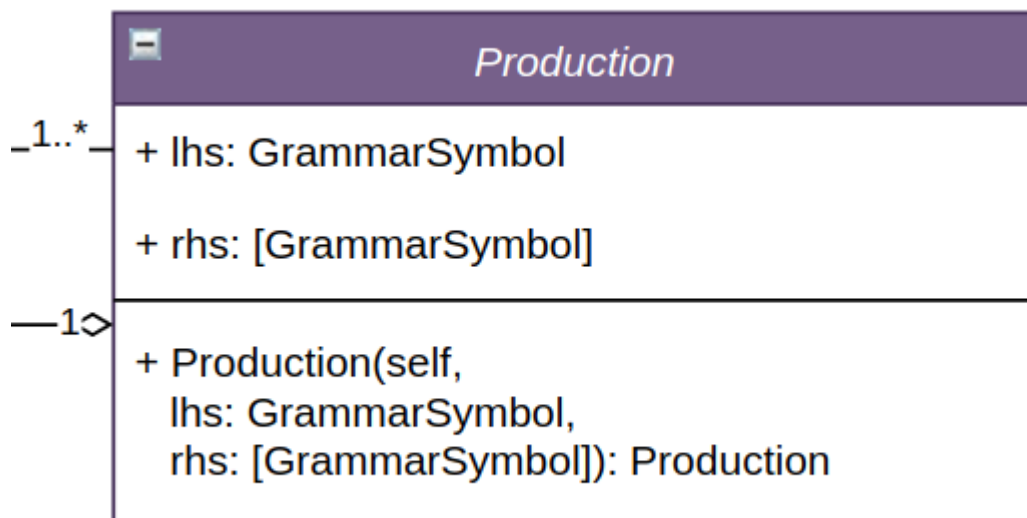 Production
1..*
+ lhs: GrammarSymbol
+ rhs: [GrammarSymbol]
1
+ Production(self,
lhs: GrammarSymbol,
rhs: [GrammarSymbol]): Production